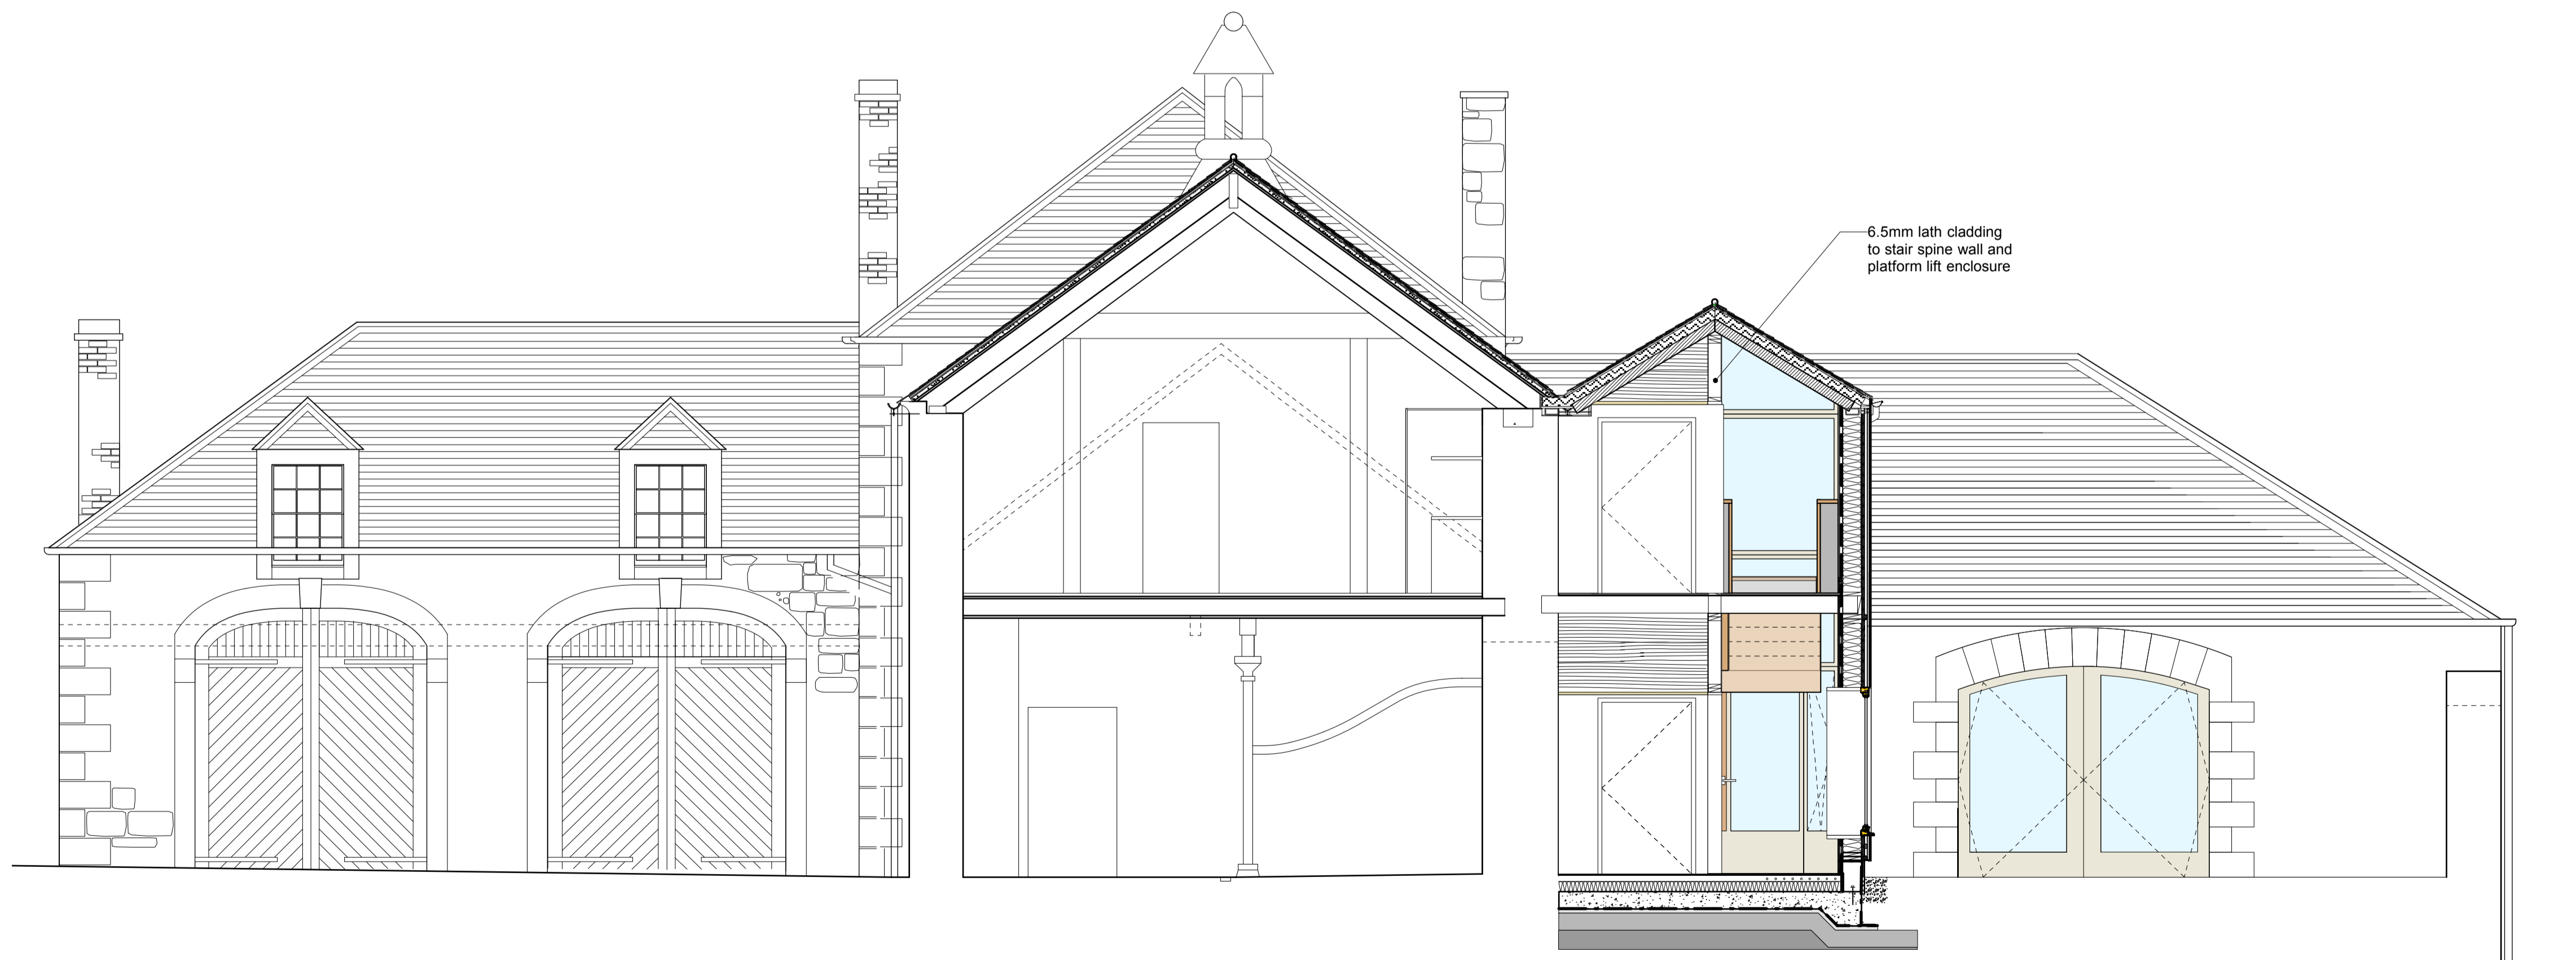 6.5mm lath cladding
to stair spine wall and
platform lift enclosure